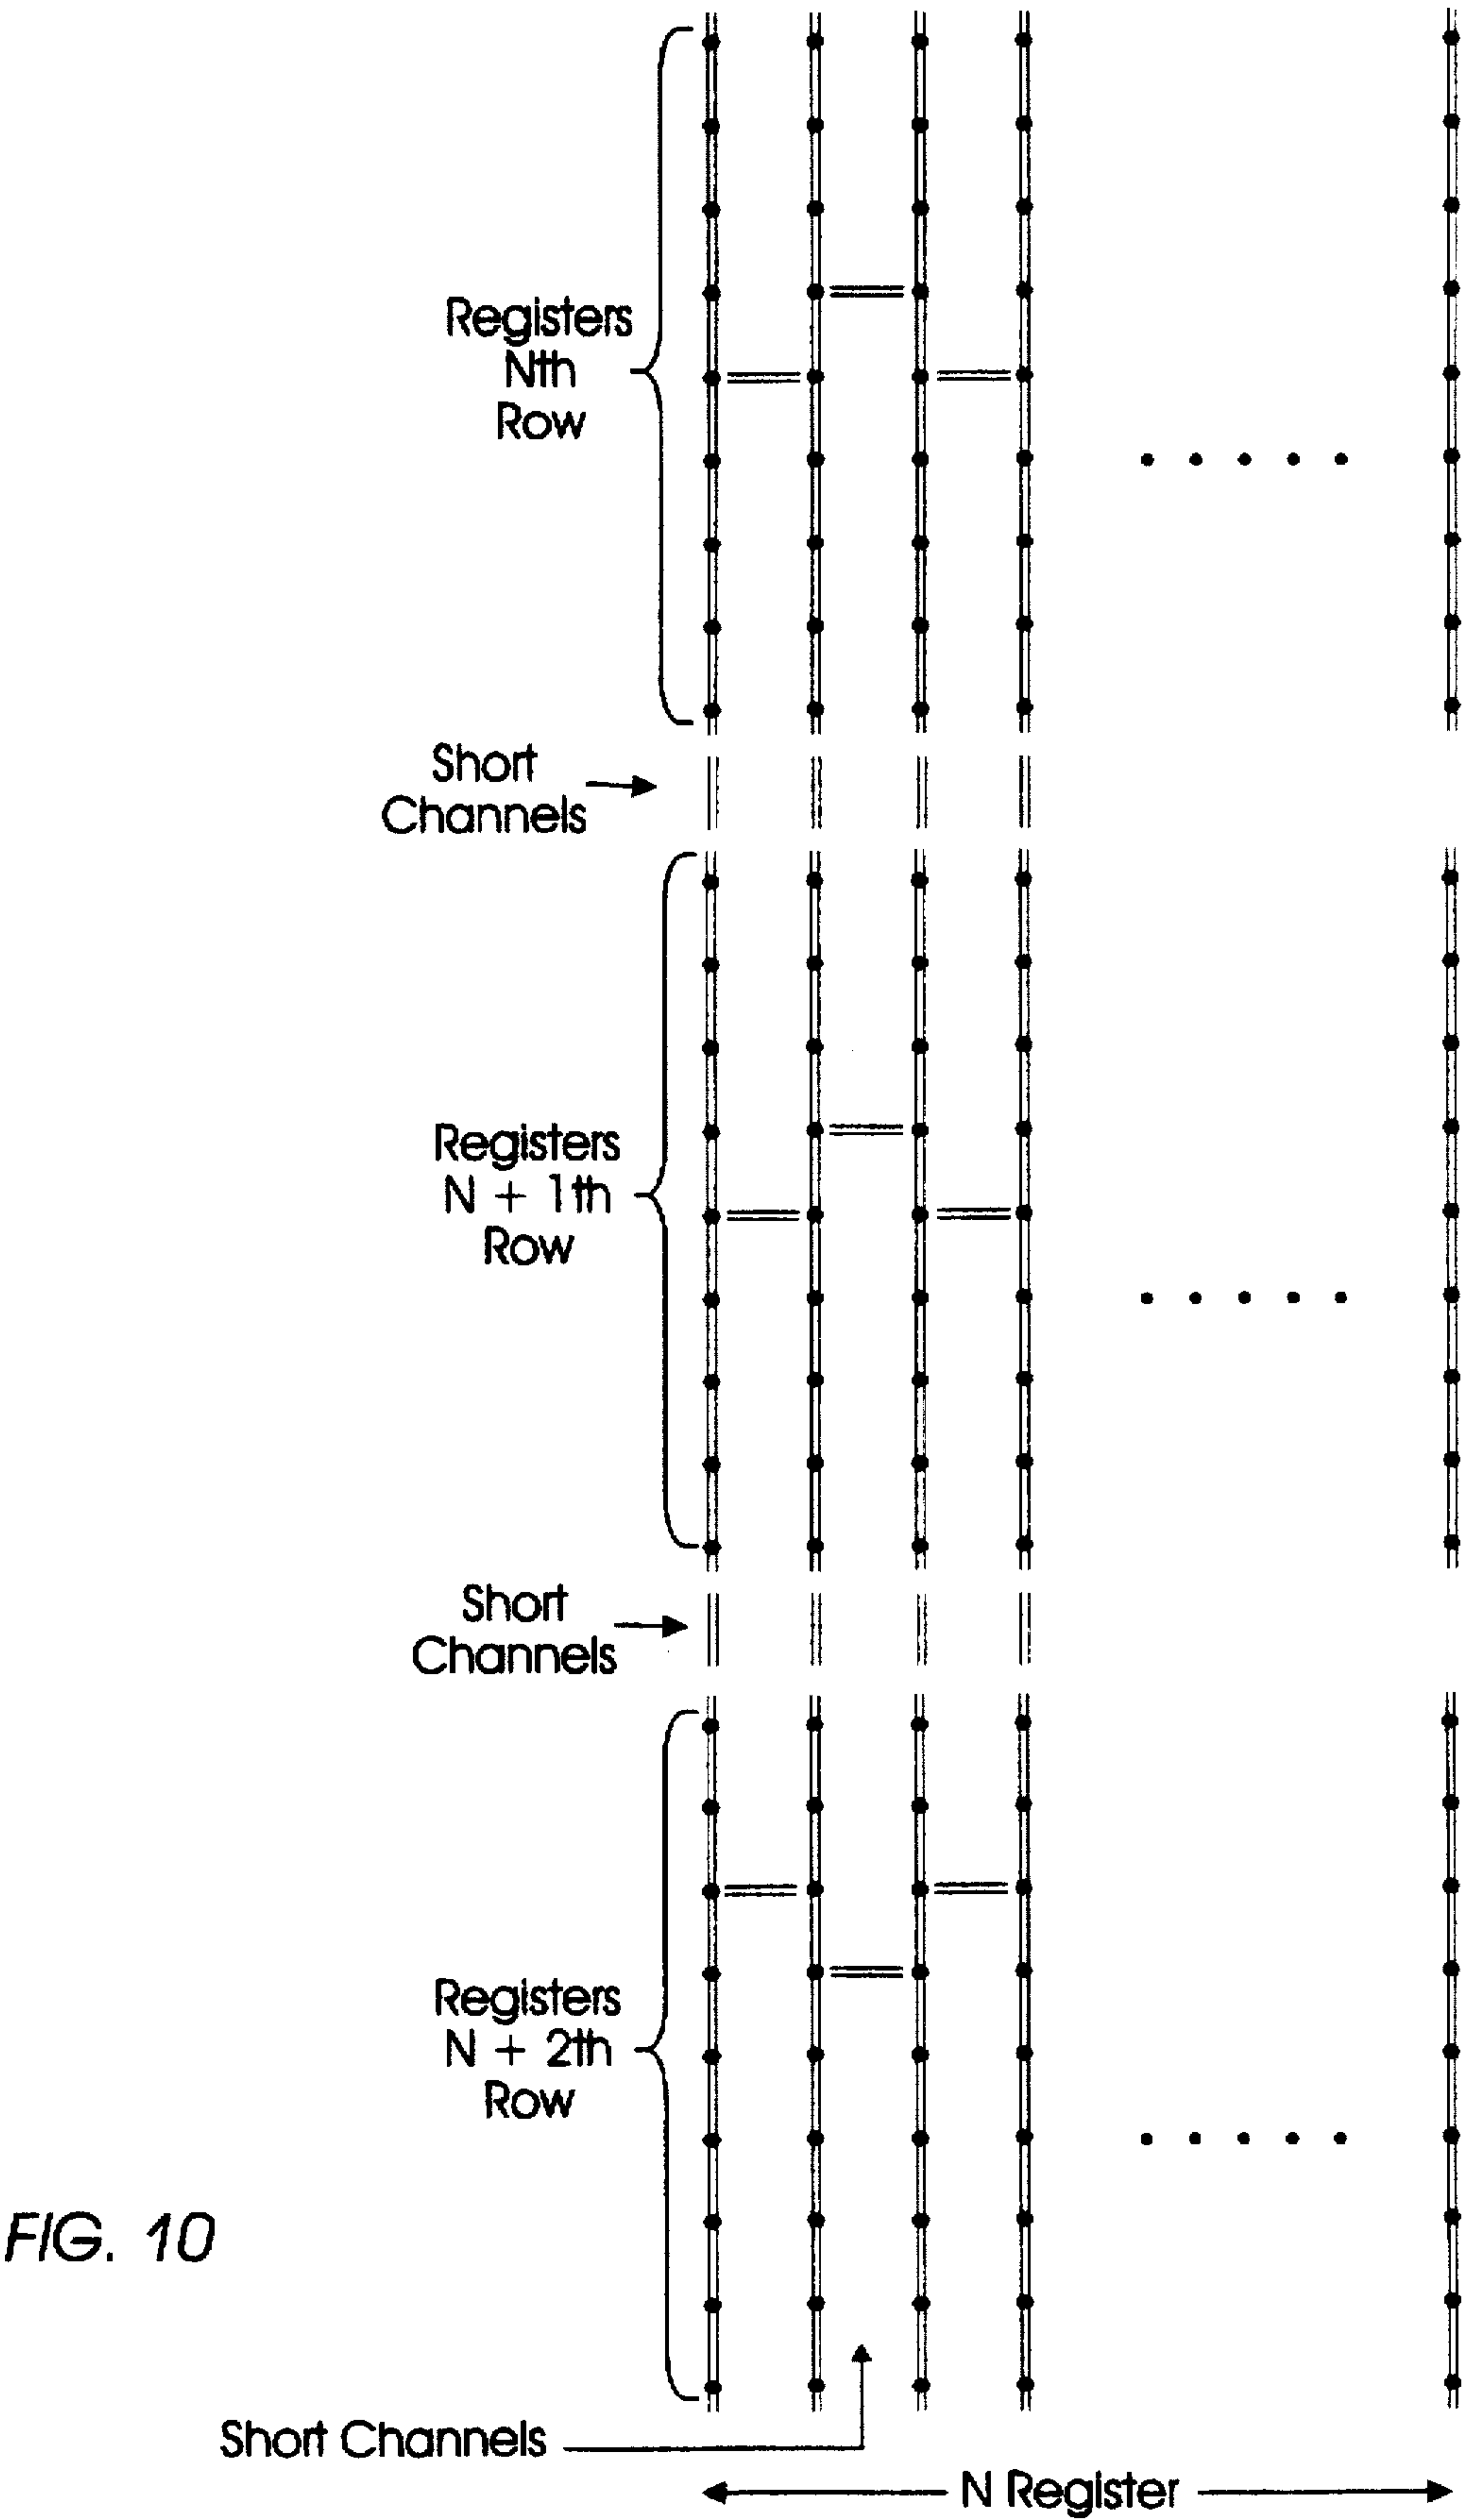 Registers
Nth
Row
Short
Channels
Registers
N + 1th
Row
Short
Channels
Registers
N + 2th
Row
FIG. 10
Short Channels
N Register